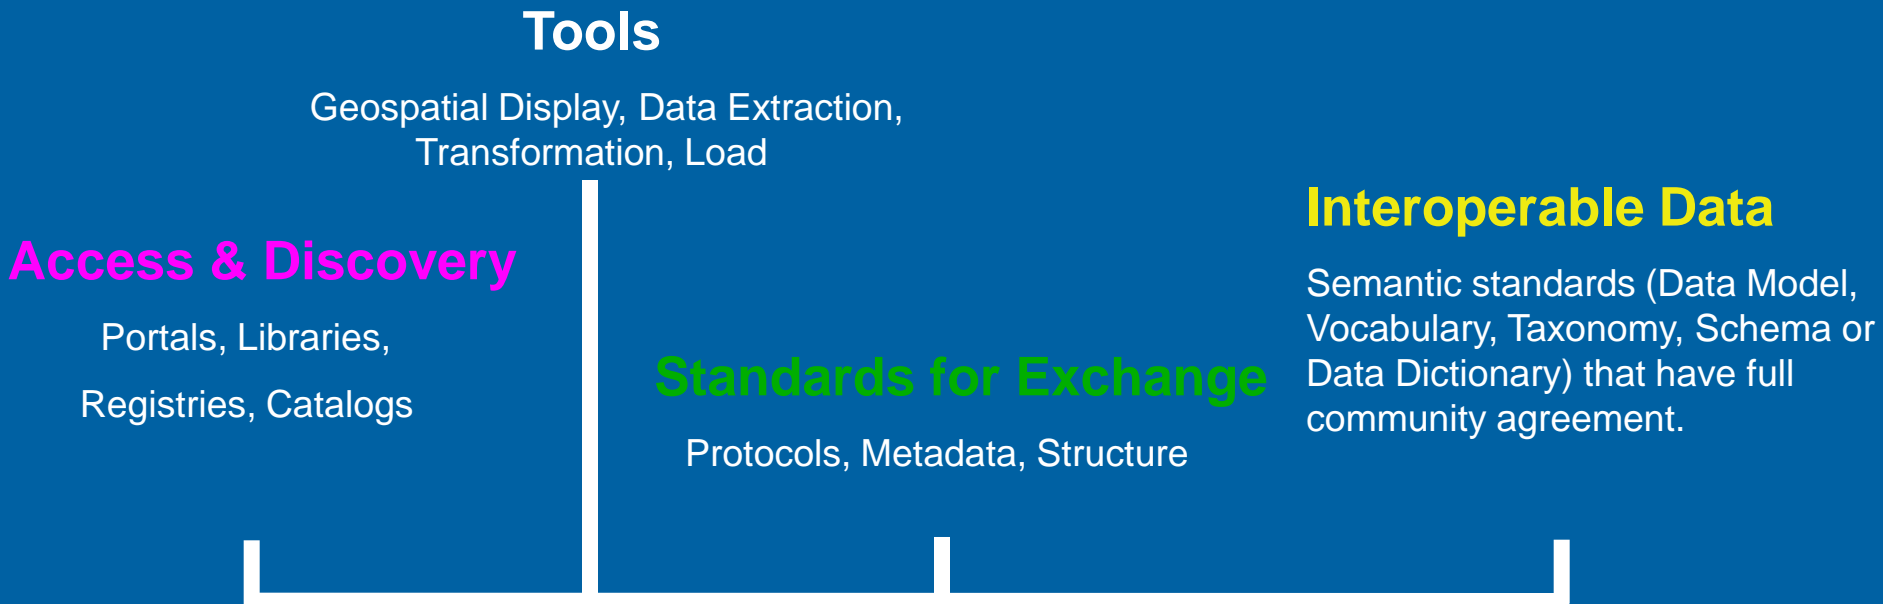 Tools
Geospatial Display, Data Extraction,
Transformation, Load
Access & Discovery
Portals, Libraries,
Registries, Catalogs
Standards for Exchange
Protocols, Metadata, Structure
Interoperable Data
Semantic standards (Data Model,
Vocabulary, Taxonomy, Schema or
Data Dictionary) that have full
community agreement.